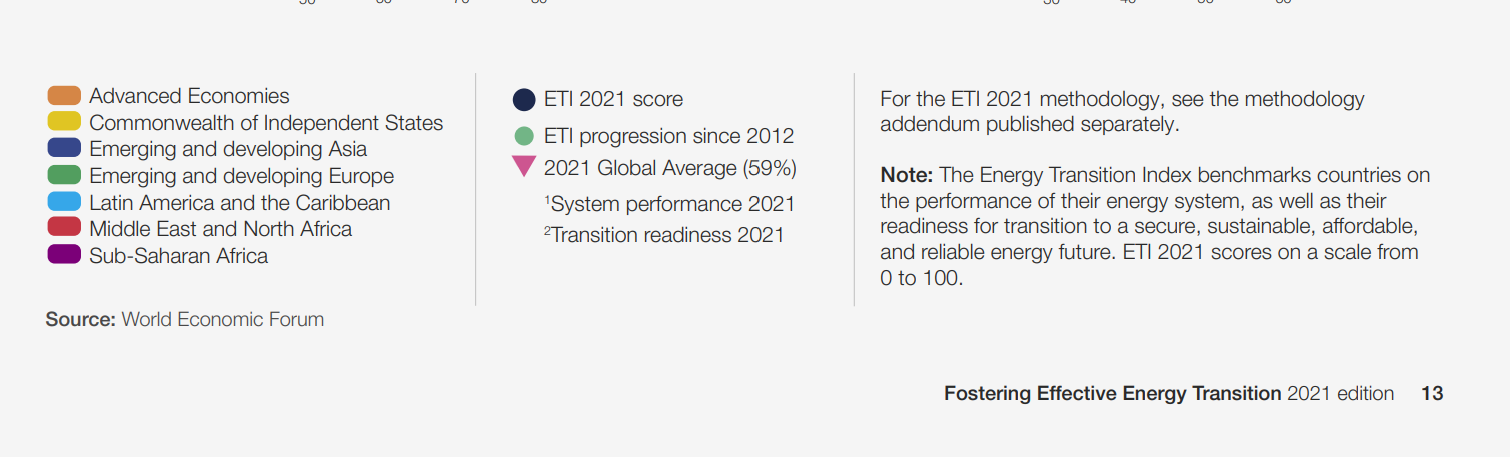 Advanced Economies
Commonwealth of Independent States
Emerging and developing Asia
Emerging and developing Europe
Latin America and the Caribbean
Middle East and North Africa
Sub-Saharan Africa
Source: World Economic Forum
ETI 2021 score
ETI progression since 2012
2021 Global Average (59%)
¹System performance 2021
²Transition readiness 2021
For the ETI 2021 methodology, see the methodology
addendum published separately.
Note: The Energy Transition Index benchmarks countries on
the performance of their energy system, as well as their
readiness for transition to a secure, sustainable, affordable,
and reliable energy future. ETI 2021 scores on a scale from
0 to 100.
Fostering Effective Energy Transition 2021 edition 13